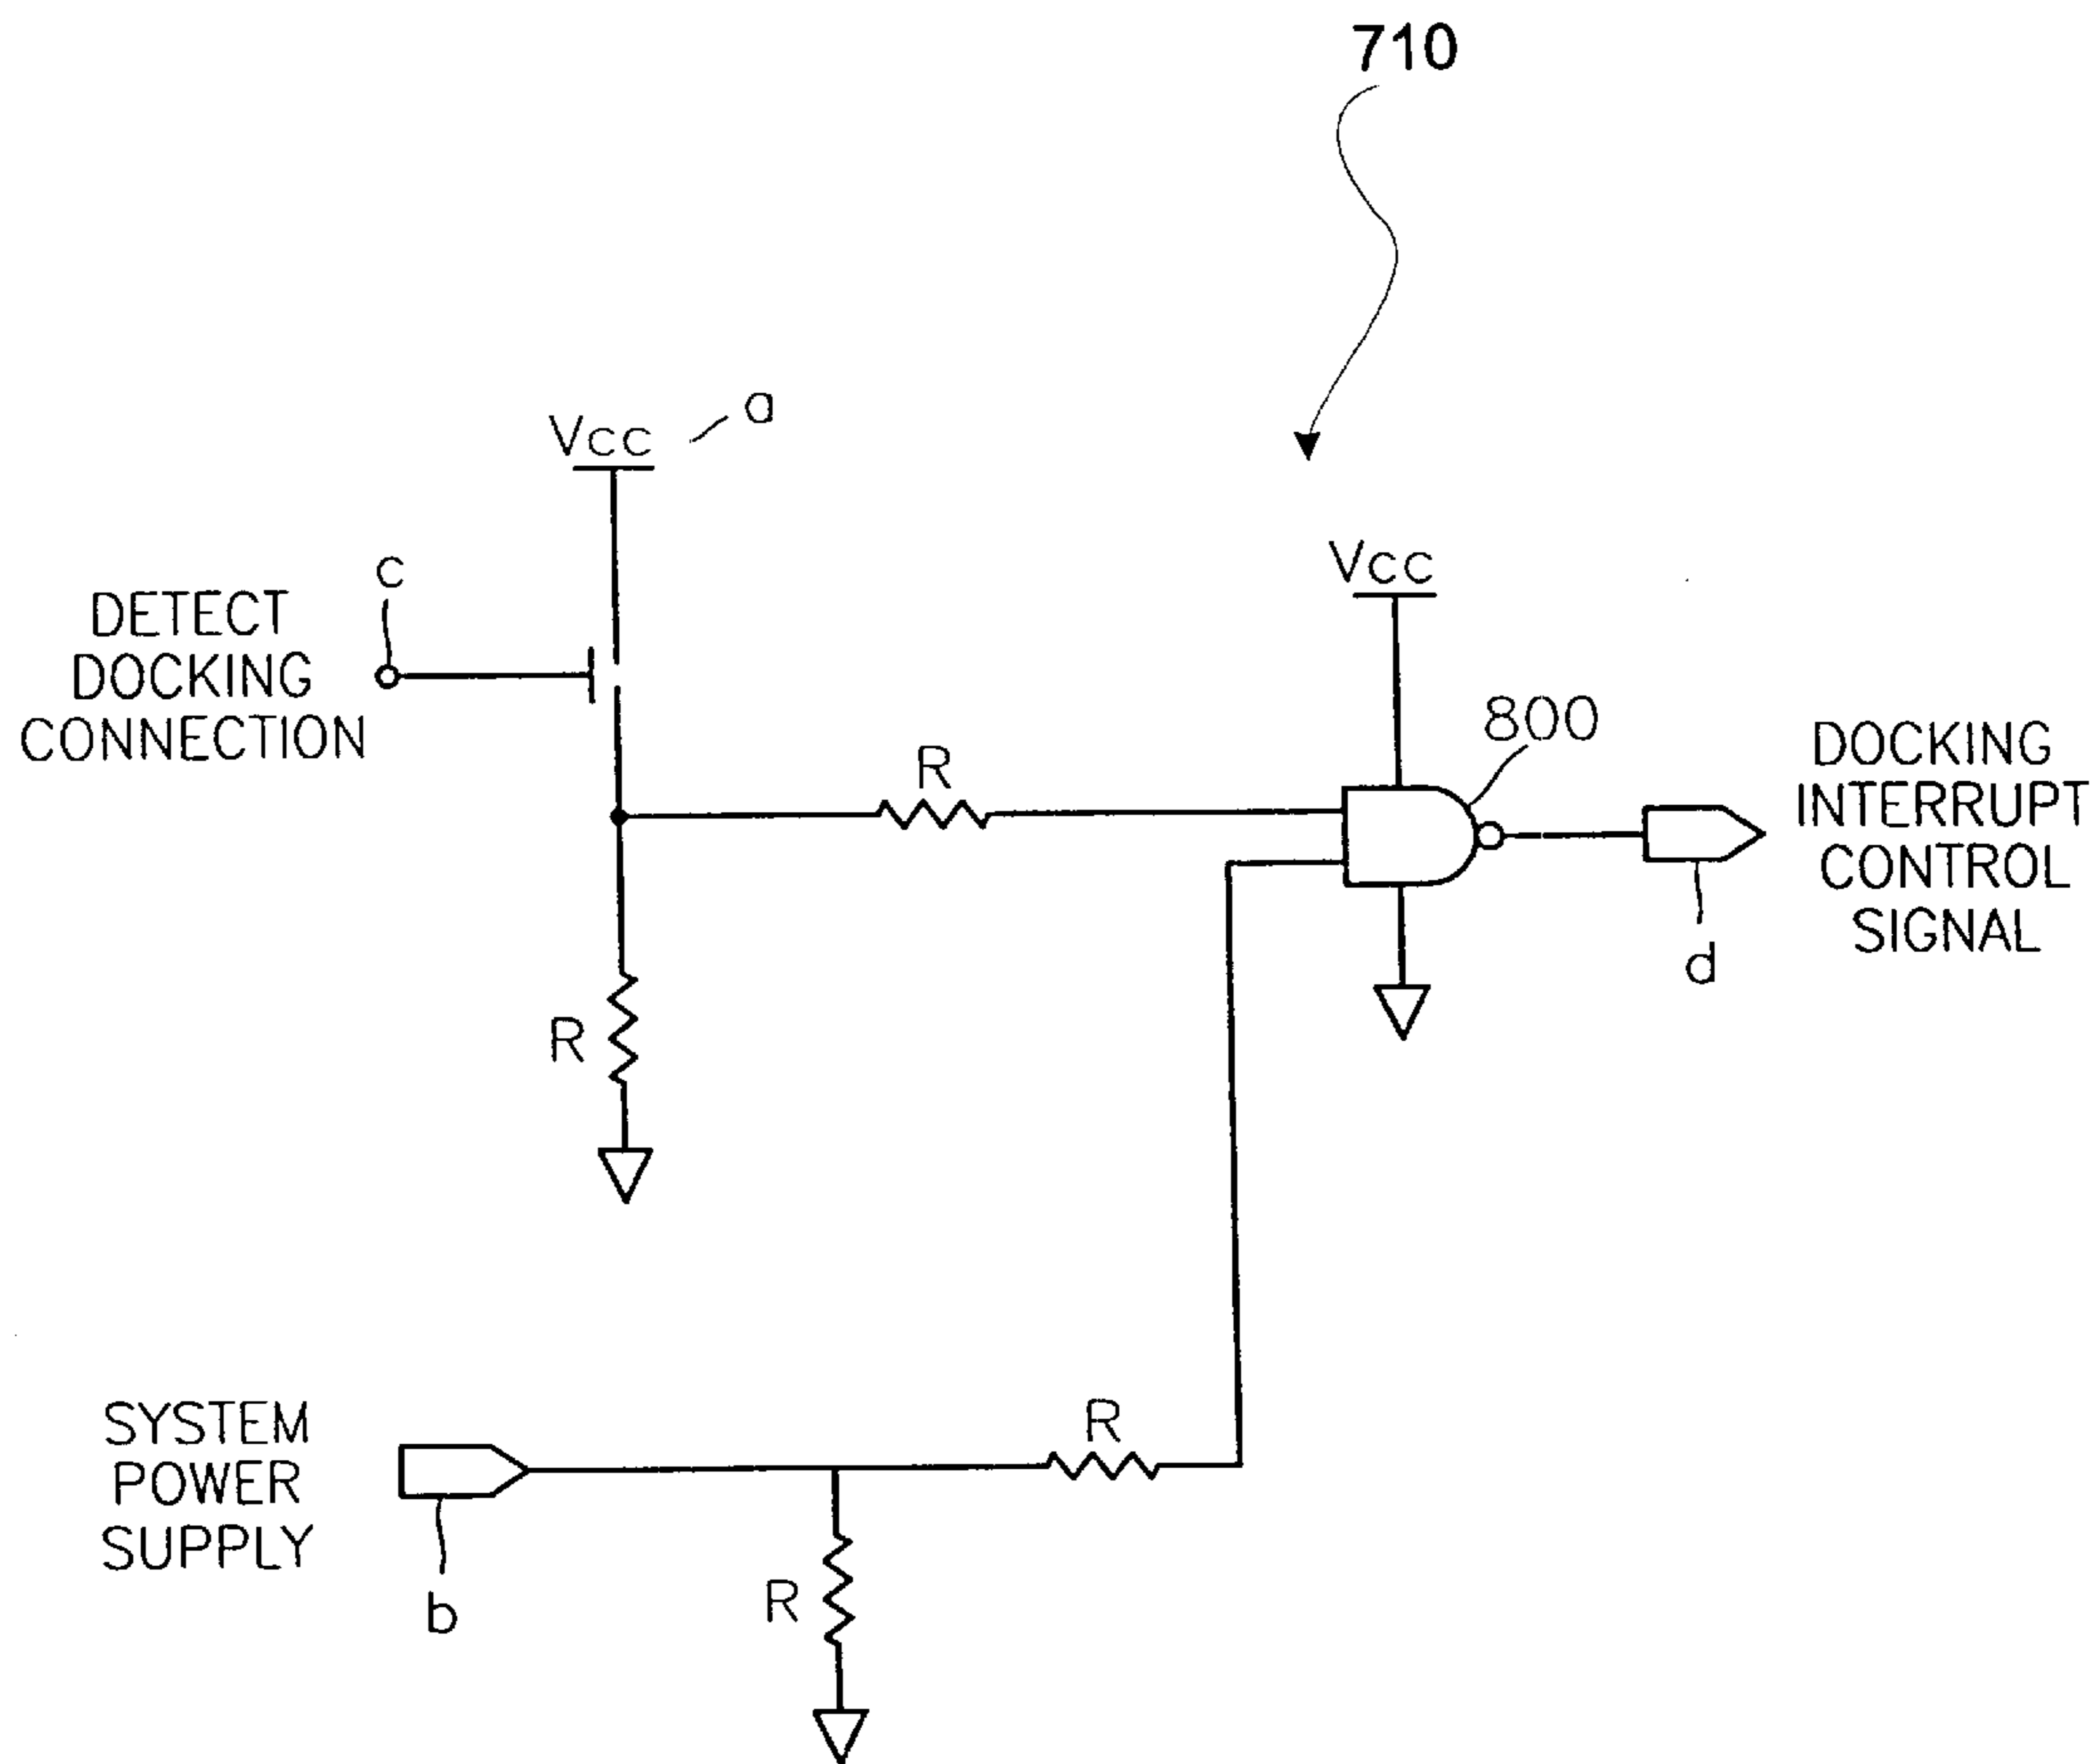 710
Vcc
a
c
DETECT
DOCKING
CONNECTION
Vcc
800
R
DOCKING
INTERRUPT
CONTROL
SIGNAL
d
R
SYSTEM
POWER
SUPPLY
b
R
R